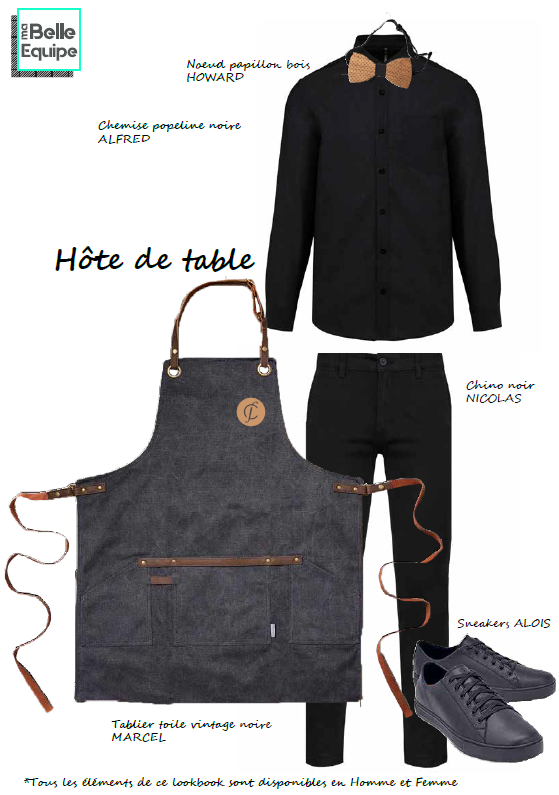 ma
Belle
Equipe
Nœud papillon bois
HOWARD
Chemise popeline noire
ALFRED
Hôte de table
Chino noir
NICOLAS
Sneakers ALOIS
Tablier toile vintage noire
MARCEL
*Tous les éléments de ce lookbook sont disponibles en Homme et Femme